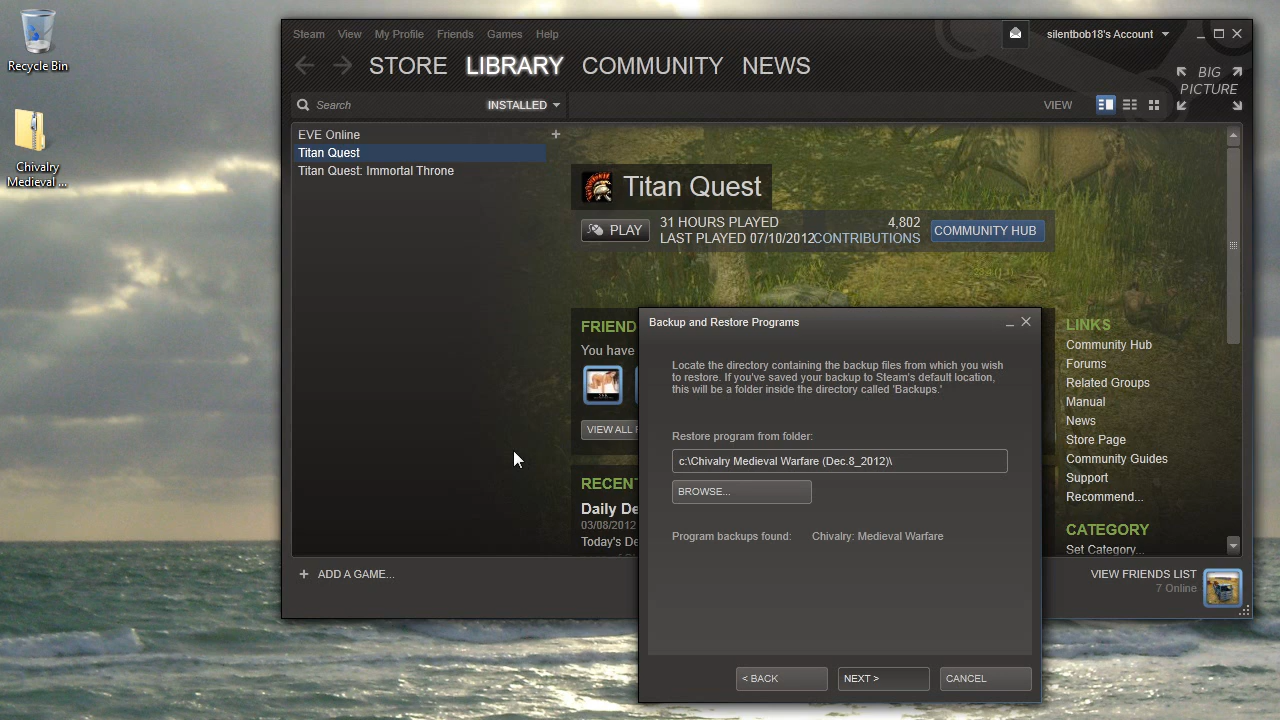 Recycle Bin
Chivalry
Medieval ...
Steam View My Profile Friends Games Help
silentbob18's Account
STORE LIBRARY COMMUNITY NEWS
BIG
PICTURE
Search
INSTALLED
VIEW
EVE Online
Titan Quest
Titan Quest: Immortal Throne
Titan Quest
PLAY
31 HOURS PLAYED
LAST PLAYED 07/10/2012
4,802
CONTRIBUTIONS
COMMUNITY HUB
FRIEND
You have
VIEW ALL
RECENT
Daily De
03/08/2012
Today's De
Backup and Restore Programs
Locate the directory containing the backup files from which you wish
to restore. If you've saved your backup to Steam's default location,
this will be a folder inside the directory called 'Backups.'
Restore program from folder:
c:\Chivalry Medieval Warfare (Dec.8_2012)\
BROWSE...
Program backups found: Chivalry: Medieval Warfare
< BACK
NEXT >
CANCEL
LINKS
Community Hub
Forums
Related Groups
Manual
News
Store Page
Community Guides
Support
Recommend...
CATEGORY
Set Category...
+ ADD A GAME...
VIEW FRIENDS LIST
7 Online